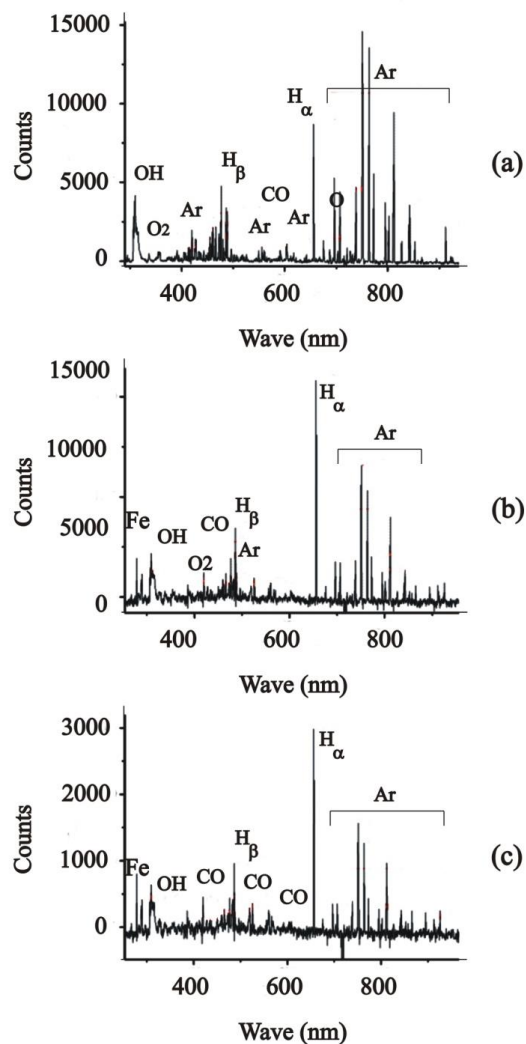 15000
10000
5000
0
Counts
OH
O2
Ar
Hβ
CO
Ar
Ar
Hα
O
Ar
(a)
400 600 800
Wave (nm)
15000
10000
5000
0
Counts
Fe
OH
O2
CO
Hβ
Ar
Hα
Ar
(b)
400 600 800
Wave (nm)
3000
2000
1000
0
Counts
Fe
OH
CO
Hβ
CO
CO
Hα
Ar
(c)
400 600 800
Wave (nm)